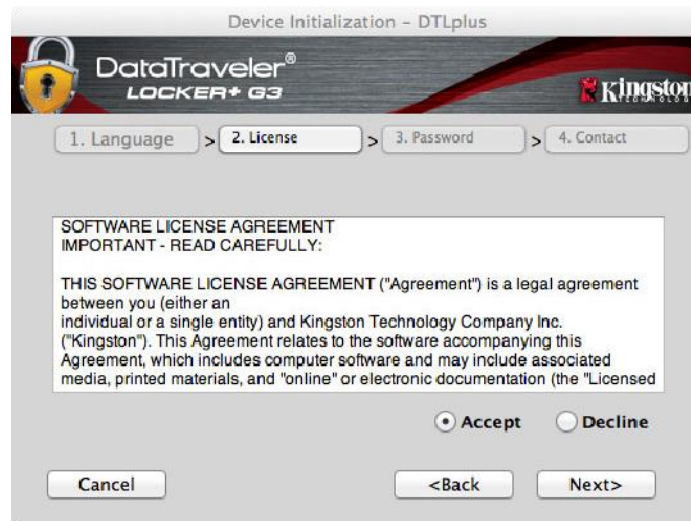 Device Initialization – DTLplus
DataTraveler®
LOCKER+ G3
Kingston
TECHNOLOGY
1. Language > 2. License > 3. Password > 4. Contact
SOFTWARE LICENSE AGREEMENT
IMPORTANT - READ CAREFULLY:
THIS SOFTWARE LICENSE AGREEMENT ("Agreement") is a legal agreement
between you (either an
individual or a single entity) and Kingston Technology Company Inc.
("Kingston"). This Agreement relates to the software accompanying this
Agreement, which includes computer software and may include associated
media, printed materials, and "online" or electronic documentation (the "Licensed
Accept Decline
Cancel <Back Next>